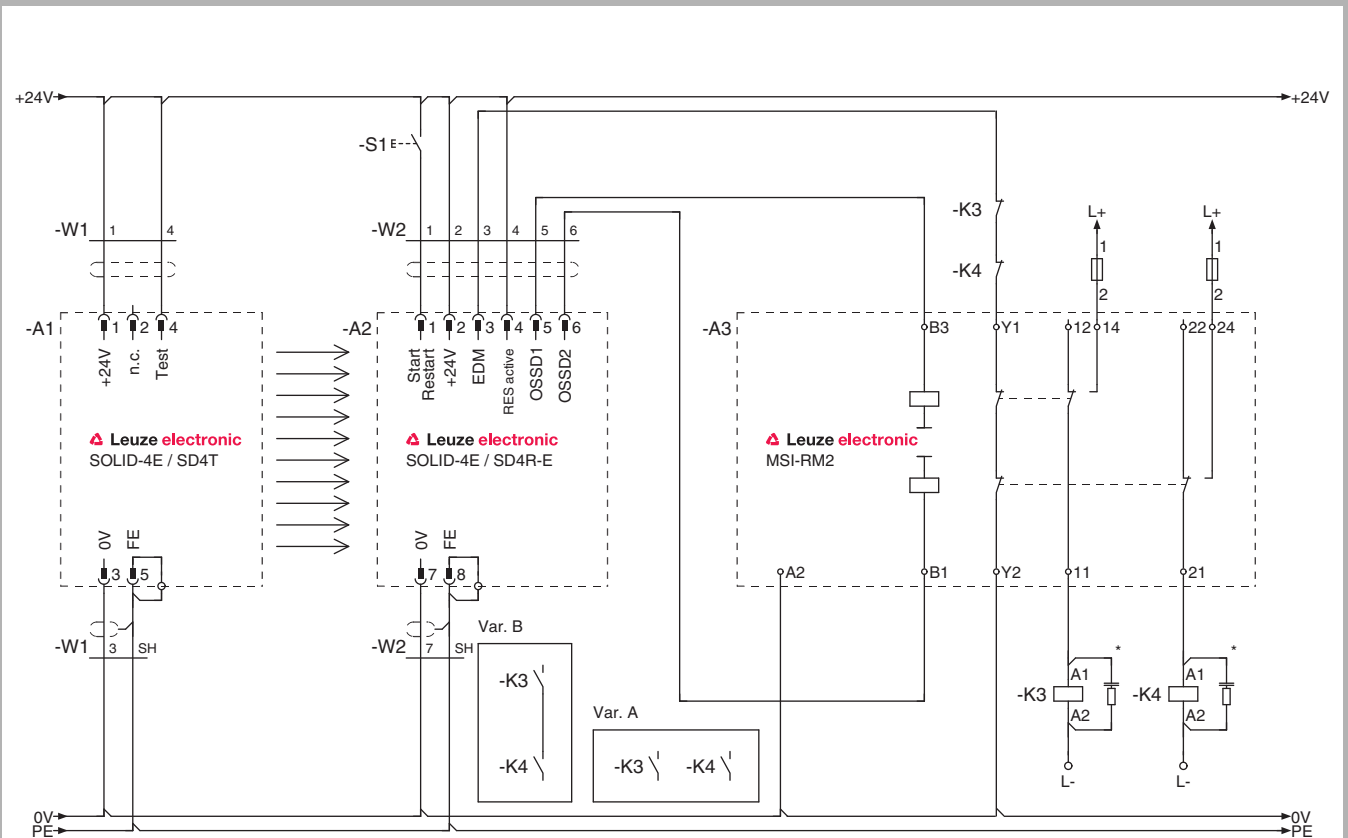 +24V +24V
-S1
-K3 L+ L+
-W1 1 4 -W2 1 2 3 4 5 6
1 1
-K4
2 2
-A1 1 2 4 -A2 1 2 3 4 5 6 -A3 B3 Y1 12 14 22 24
+24V n.c. Test Start Restart +24V EDM RES active OSSD1 OSSD2
Leuze electronic Leuze electronic Leuze electronic
SOLID-4E / SD4T SOLID-4E / SD4R-E MSI-RM2
0V FE 0V FE
3 5 7 8 A2 B1 Y2 11 21
Var. B
-W1 3 SH -W2 7 SH * *
-K3 A1 A1
-K3 -K4
Var. A A2 A2
-K4 -K3 -K4
L- L-
0V 0V
PE PE